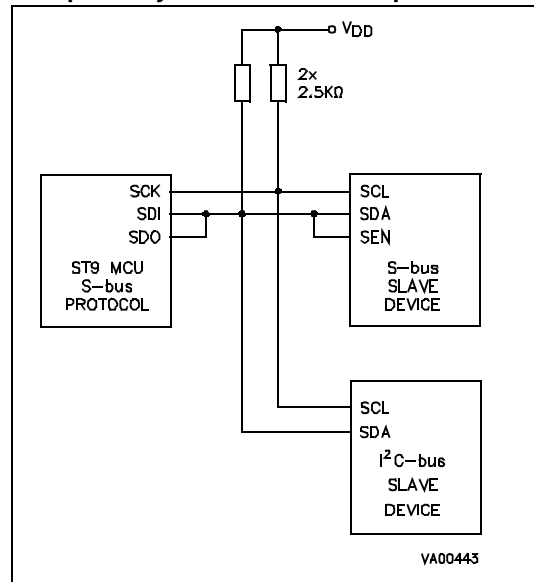 VDD
2x
2.5KΩ
SCK
SDI
SDO
ST9 MCU
S-bus
PROTOCOL
SCL
SDA
SEN
S-bus
SLAVE
DEVICE
SCL
SDA
I²C-bus
SLAVE
DEVICE
VA00443